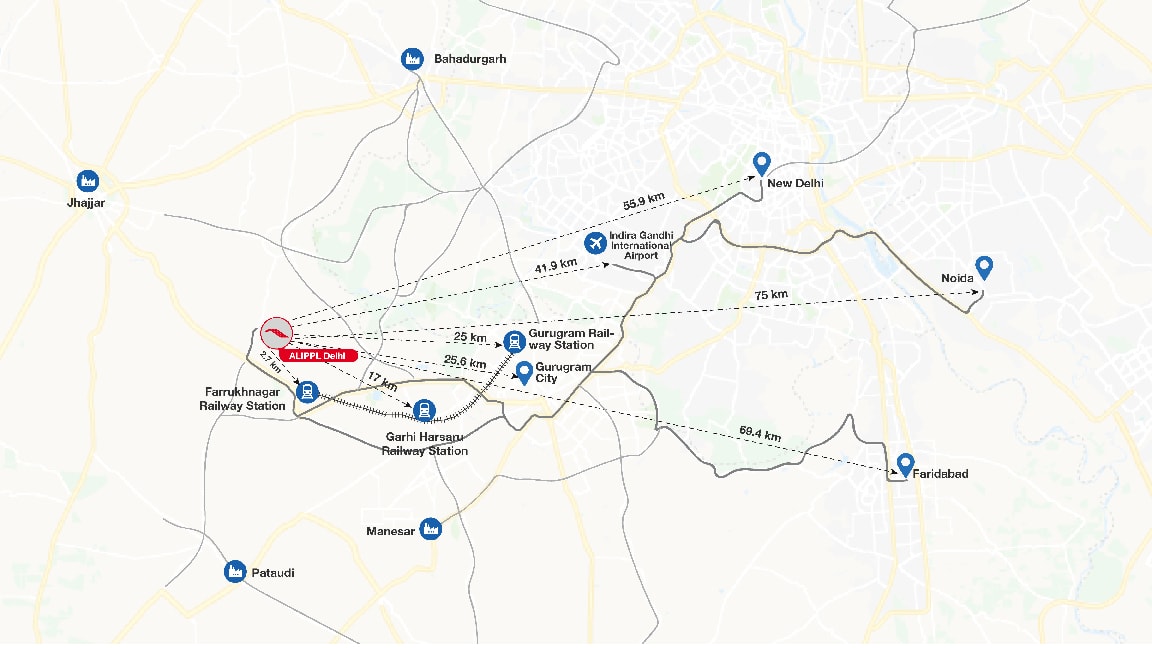 Bahadurgarh
Jhajjar
New Delhi
55.9 km
Indira Gandhi
International
Airport
41.9 km
Noida
75 km
ALIPPL Delhi
25 km
Gurugram Rail-
way Station
25.6 km
Gurugram
City
2.7 km
17 km
Farrukhnagar
Railway Station
Garhi Harsaru
Railway Station
69.4 km
Faridabad
Manesar
Pataudi